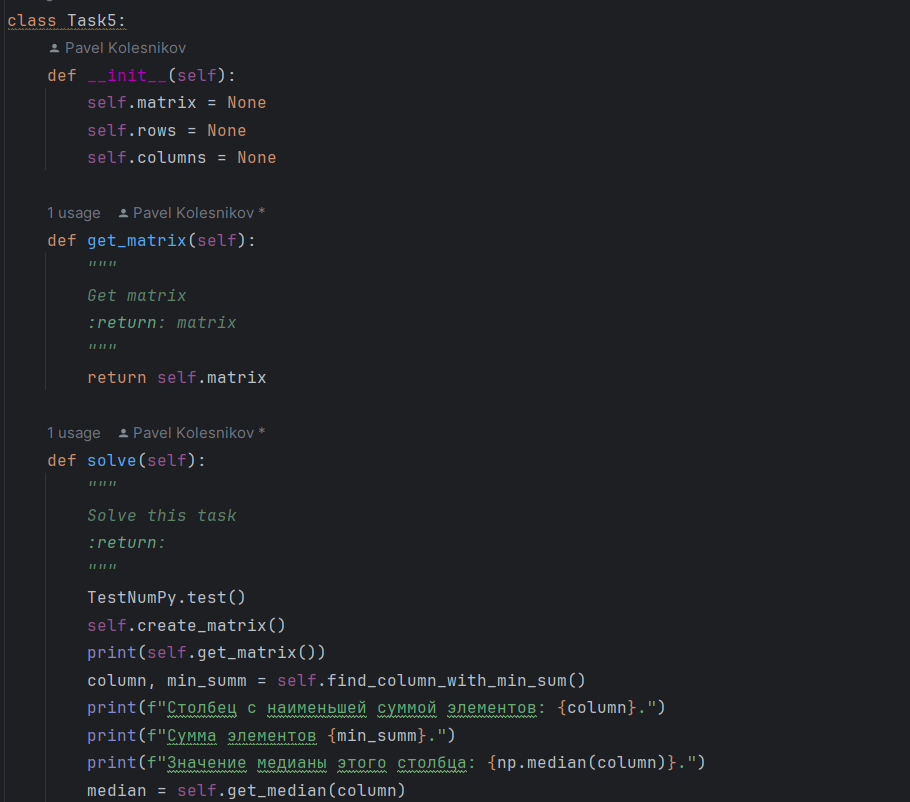 class Task5:
Pavel Kolesnikov
def __init__(self):
self.matrix = None
self.rows = None
self.columns = None
1 usage Pavel Kolesnikov *
def get_matrix(self):
"""
Get matrix
:return: matrix
"""
return self.matrix
1 usage Pavel Kolesnikov *
def solve(self):
"""
Solve this task
:return:
"""
TestNumPy.test()
self.create_matrix()
print(self.get_matrix())
column, min_summ = self.find_column_with_min_sum()
print(f"Столбец с наименьшей суммой элементов: {column}.")
print(f"Сумма элементов {min_summ}.")
print(f"Значение медианы этого столбца: {np.median(column)}.")
median = self.get_median(column)